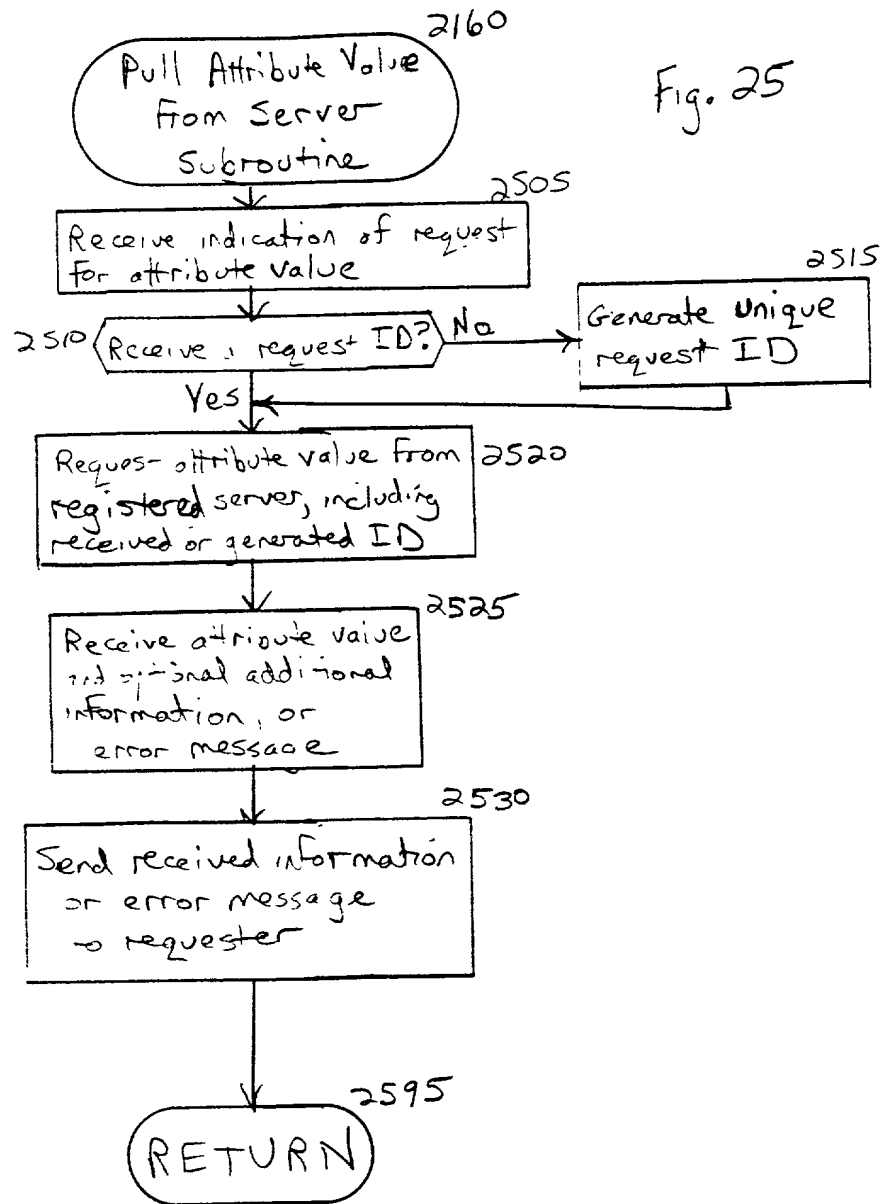 2160
Pull Attribute Value
From Server
Subroutine
Fig. 25
2505
Receive indication of request
for attribute value
2515
2510
Receive request ID?
No
Generate Unique
request ID
Yes
Request attribute value from
registered server, including
received or generated ID
2520
2525
Receive attribute value
and optional additional
information, or
error message
2530
Send received information
or error message
to requester
2595
RETURN